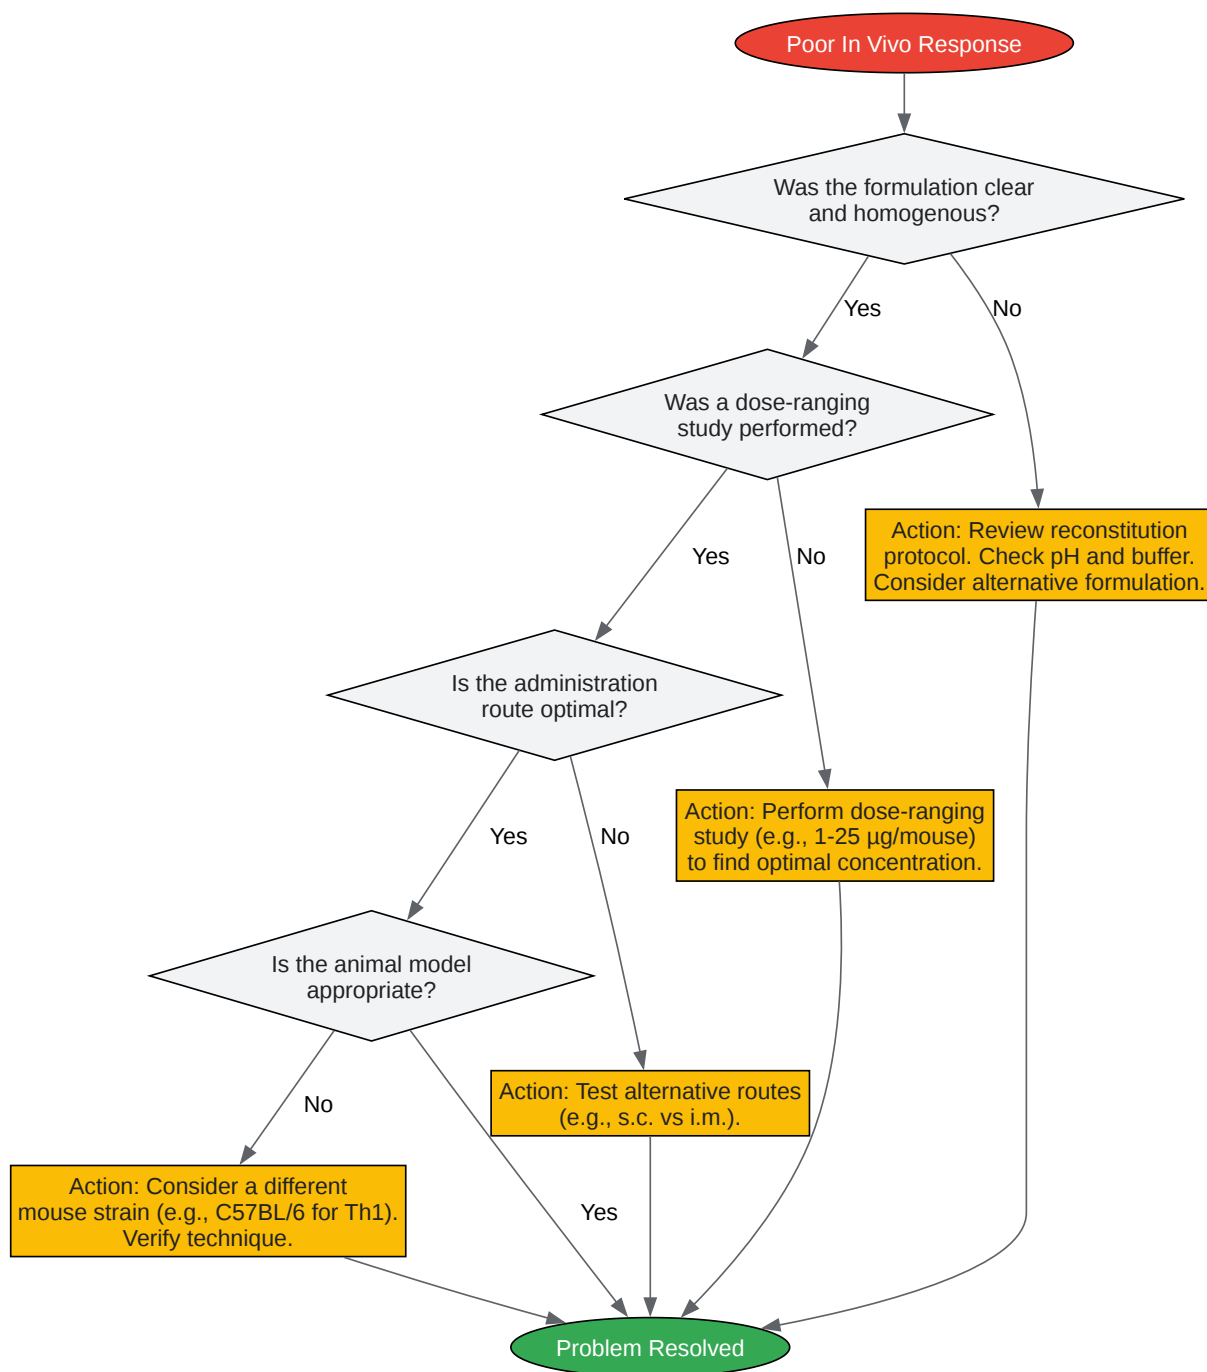 Poor In Vivo Response
Was the formulation clear
and homogenous?
Yes
No
Was a dose-ranging
study performed?
Action: Review reconstitution
protocol. Check pH and buffer.
Consider alternative formulation.
Yes
No
Is the administration
route optimal?
Action: Perform dose-ranging
study (e.g., 1-25 µg/mouse)
to find optimal concentration.
Yes
No
Is the animal model
appropriate?
Action: Test alternative routes
(e.g., s.c. vs i.m.).
No
Action: Consider a different
mouse strain (e.g., C57BL/6 for Th1).
Verify technique.
Yes
Problem Resolved